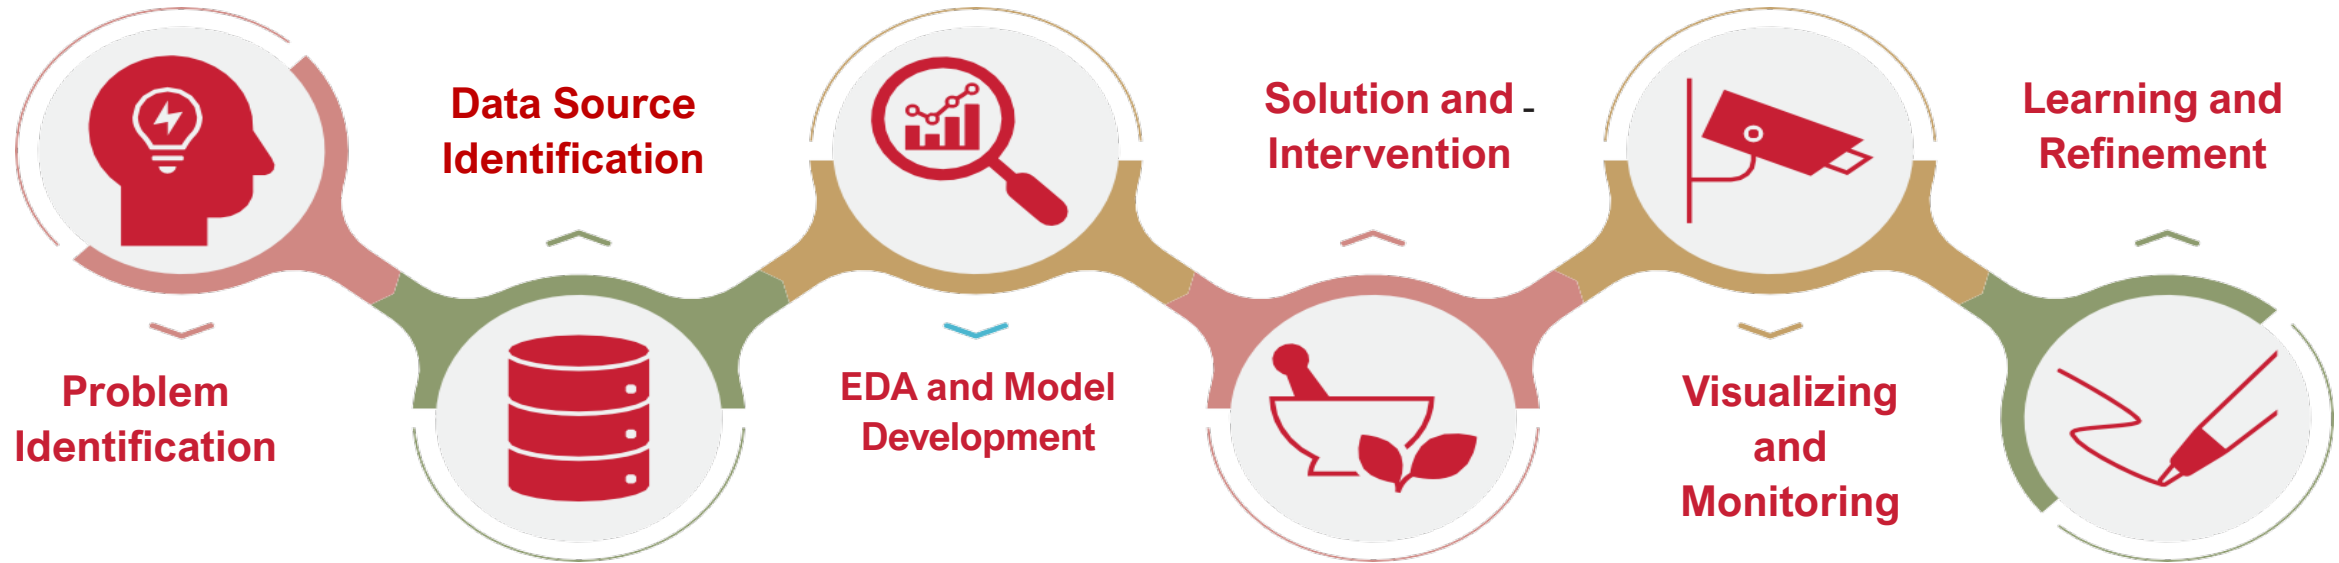 Problem
Identification
Data Source
Identification
EDA and Model
Development
Solution and -
Intervention
Visualizing
and
Monitoring
Learning and
Refinement